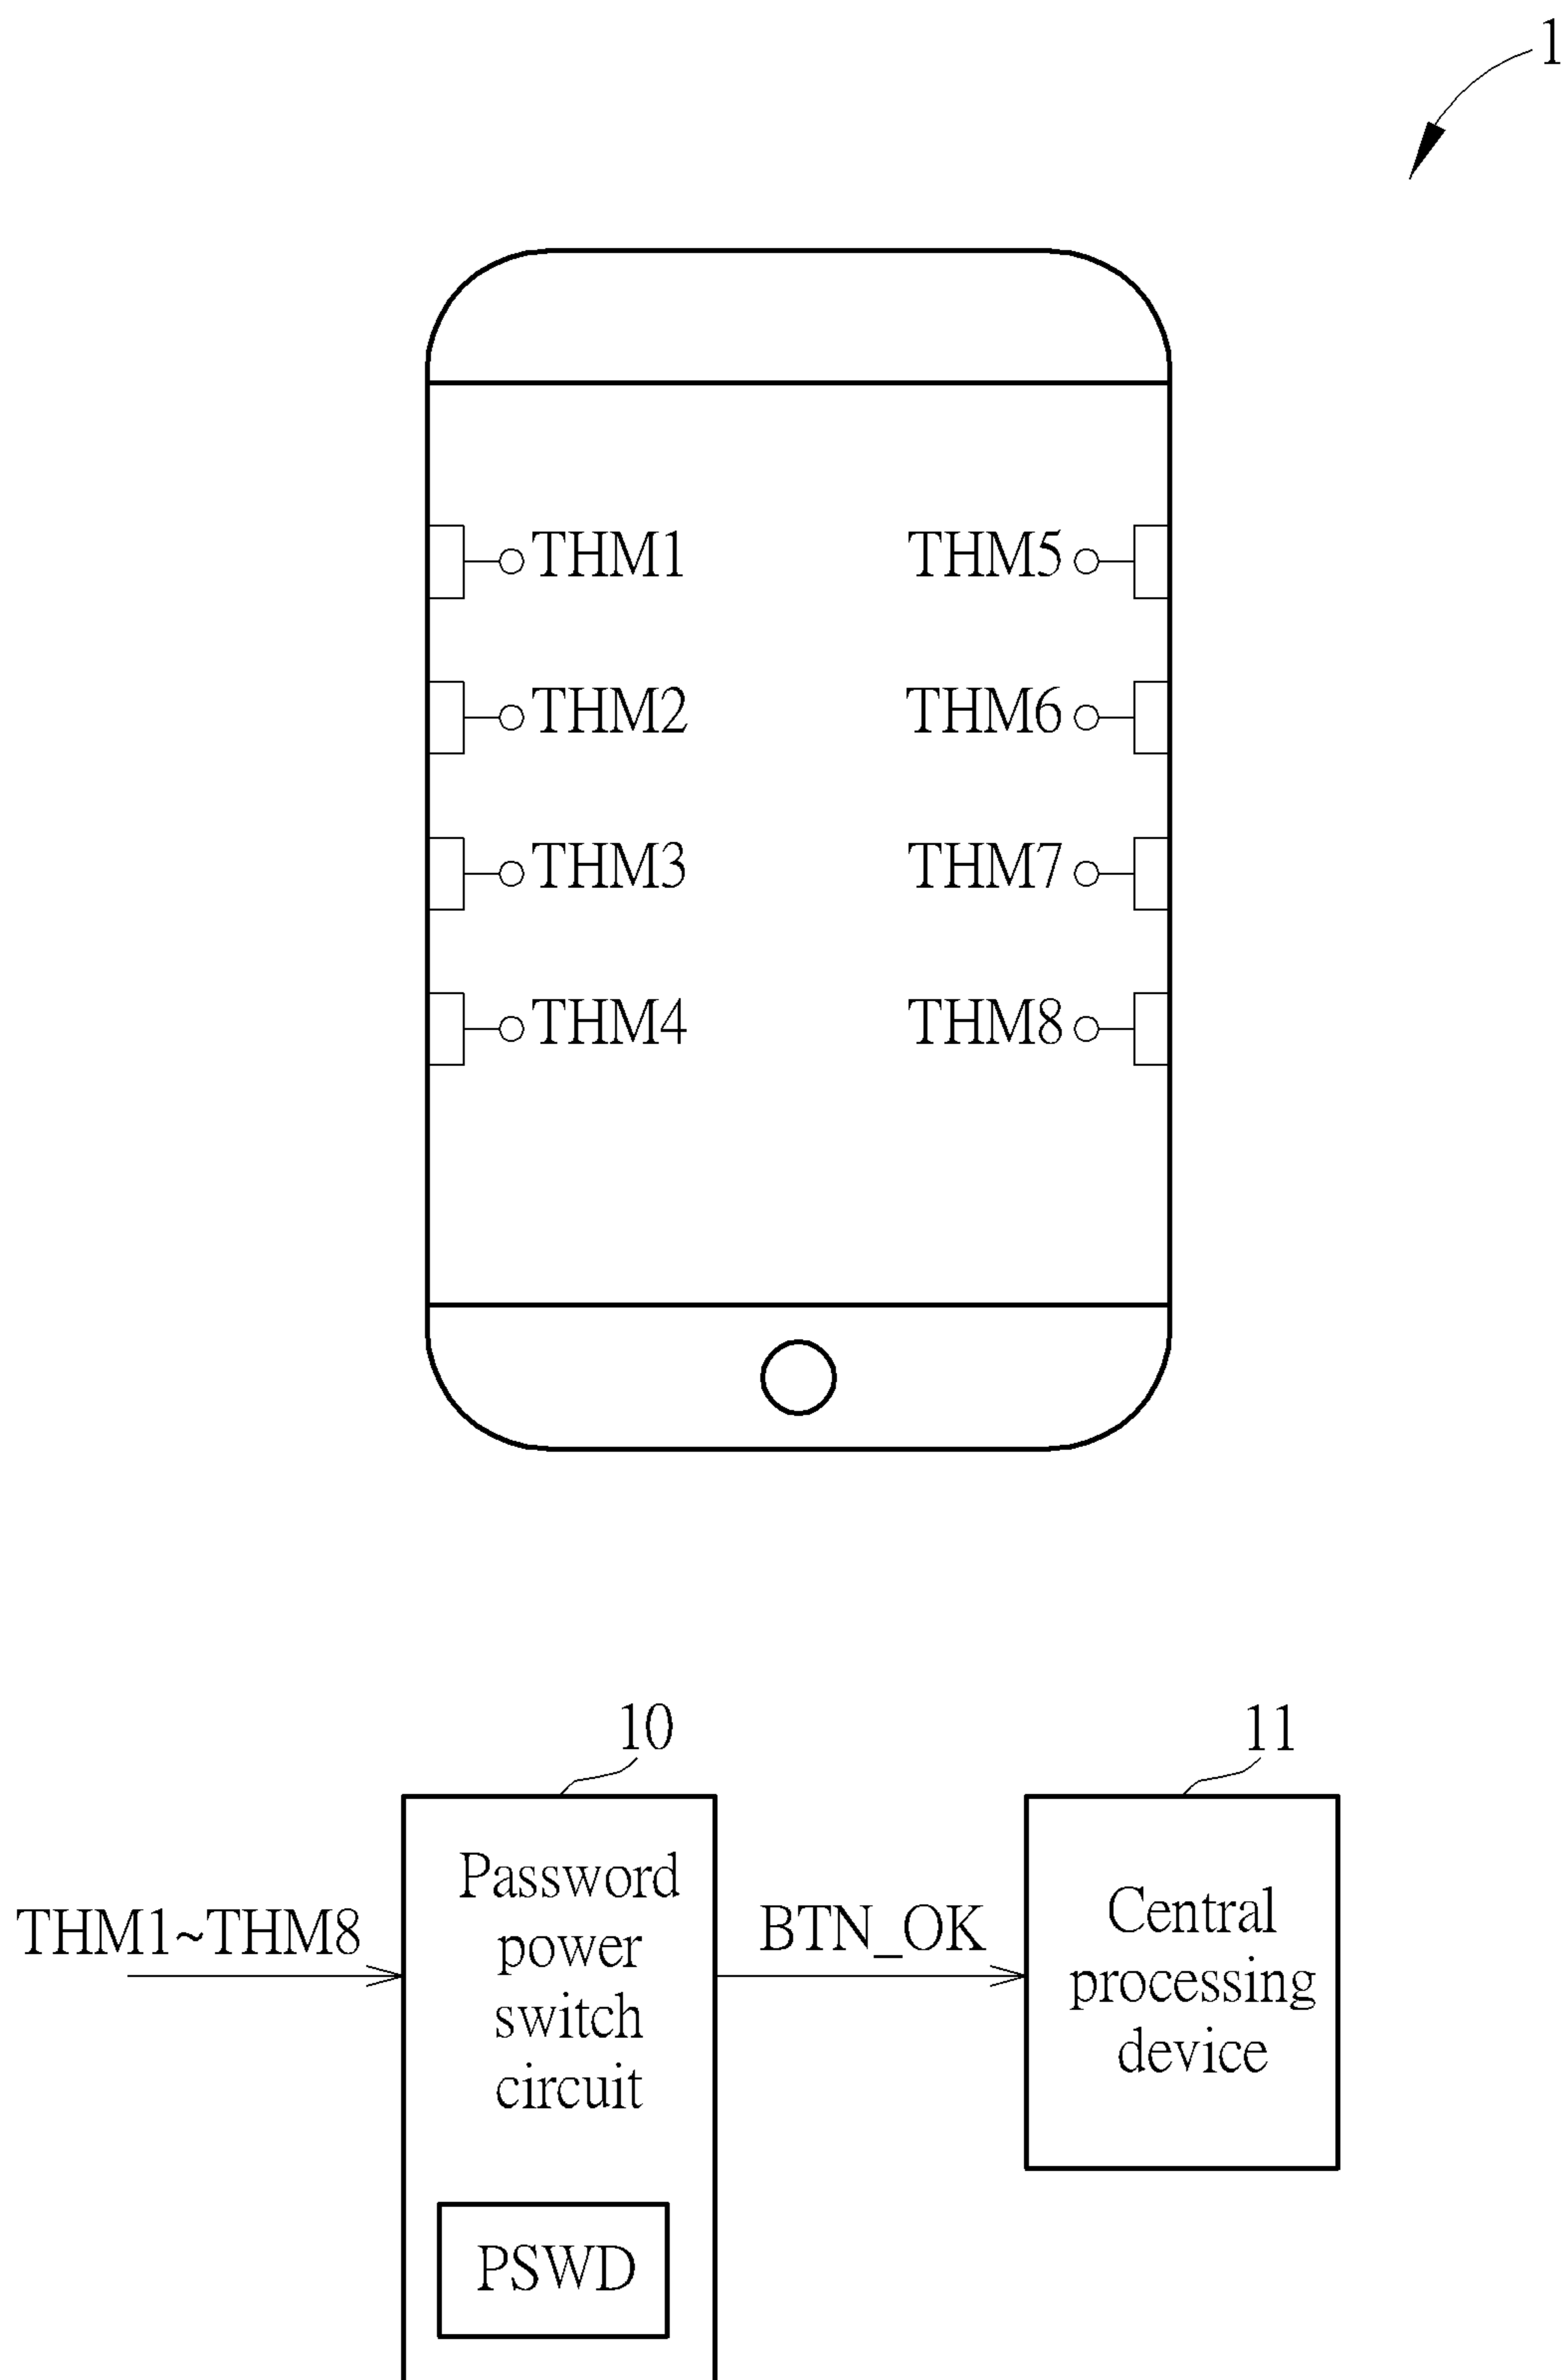 1
THM1 THM5
THM2 THM6
THM3 THM7
THM4 THM8
10
11
THM1~THM8
Password
power
switch
circuit
PSWD
BTN_OK
Central
processing
device